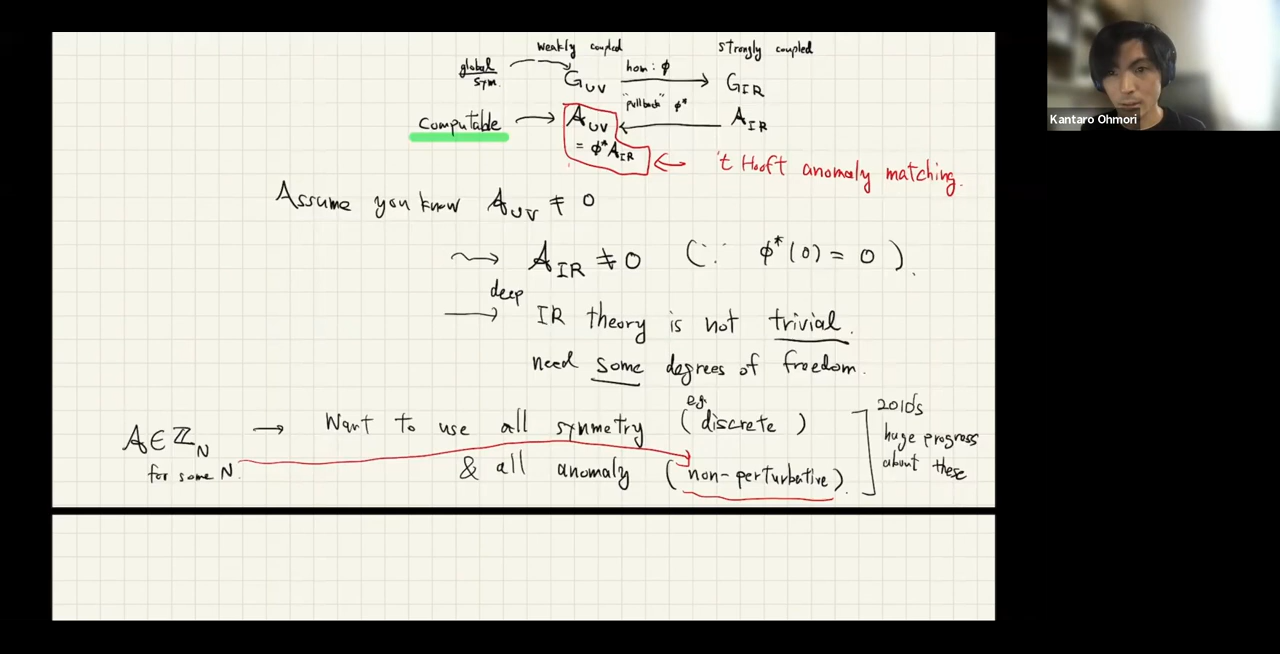 weakly coupled strongly coupled
global sym. G_UV hom: ϕ G_IR
"pullback" ϕ*
Computable → A_UV ← A_IR
= ϕ* A_IR
't Hooft anomaly matching.
Assume you know A_UV ≠ 0
⇝ A_IR ≠ 0 (∵ ϕ*(0) = 0).
deep
→ IR theory is not trivial.
need some degrees of freedom.
A ∈ ℤ_N → Want to use all symmetry (e.g. discrete)
for some N.
& all anomaly (non-perturbative).
2010's
huge progress
about these
Kantaro Ohmori